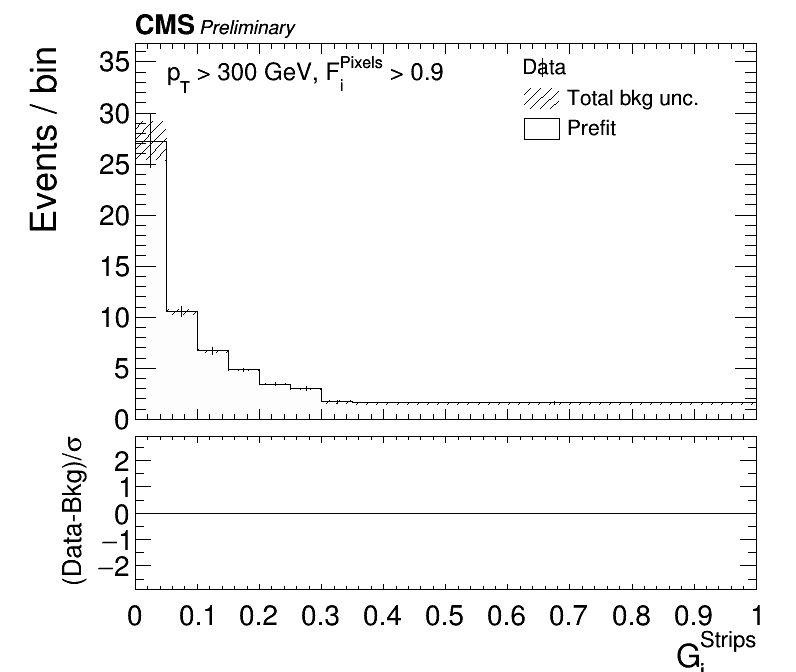 CMS Preliminary
p_T > 300 GeV, F_i^Pixels > 0.9
Data
Total bkg unc.
Prefit
Events / bin
35
30
25
20
15
10
5
0
(Data-Bkg)/σ
2
1
0
−1
−2
0 0.1 0.2 0.3 0.4 0.5 0.6 0.7 0.8 0.9 1
G_i^Strips